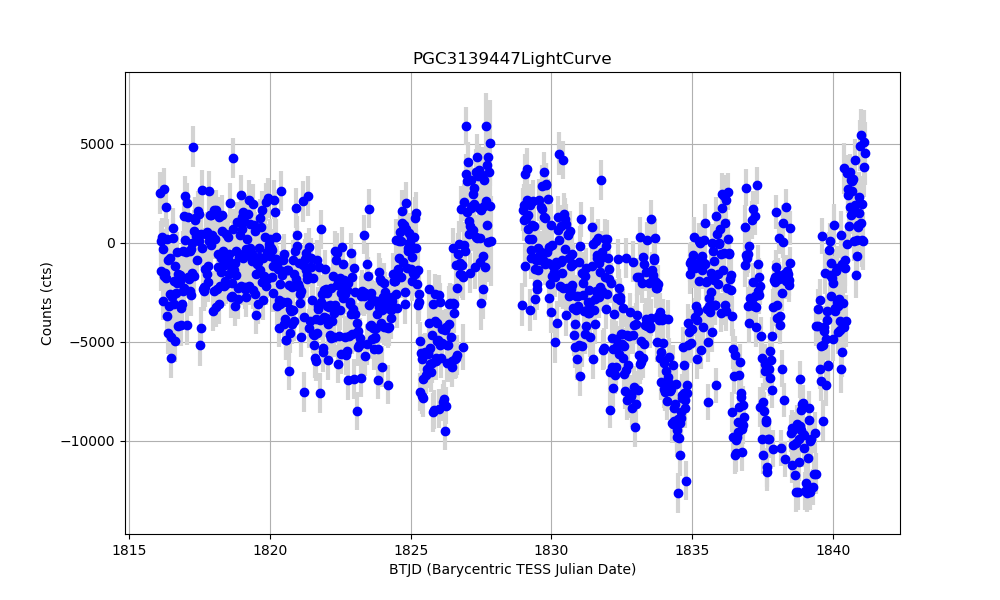 PGC3139447LightCurve
5000
0
−5000
−10000
Counts (cts)
1815 1820 1825 1830 1835 1840
BTJD (Barycentric TESS Julian Date)